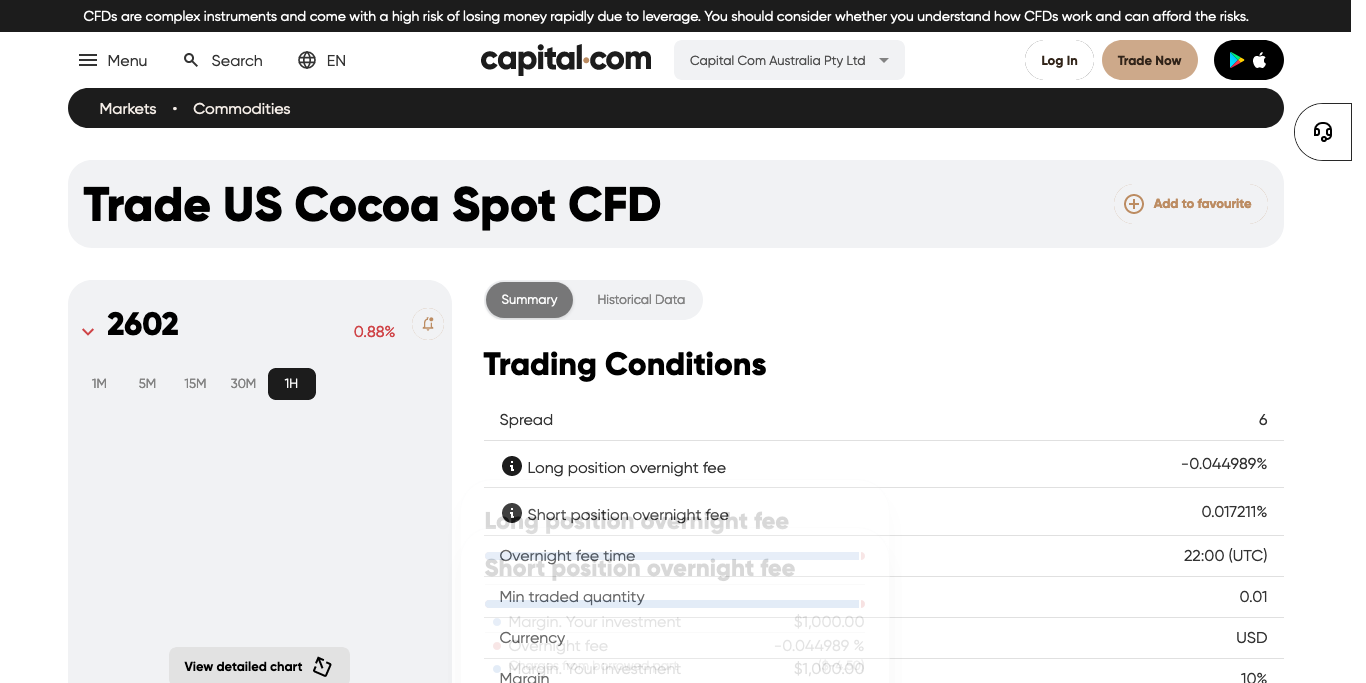 CFDs are complex instruments and come with a high risk of losing money rapidly due to leverage. You should consider whether you understand how CFDs work and can afford the risks.
Menu
Search
EN
capital.com
Capital Com Australia Pty Ltd
Log In
Trade Now
Markets • Commodities
Trade US Cocoa Spot CFD
Add to favourite
2602
0.88%
1M 5M 15M 30M 1H
View detailed chart
Summary
Historical Data
Trading Conditions
Spread 6
Long position overnight fee -0.044989%
Short position overnight fee 0.017211%
Long position overnight fee
Overnight fee time 22:00 (UTC)
Short position overnight fee
Min traded quantity 0.01
Margin. Your investment $1,000.00
Currency USD
Overnight fee -0.044989 %
Margin. Your investment $1,000.00
Margin 10%